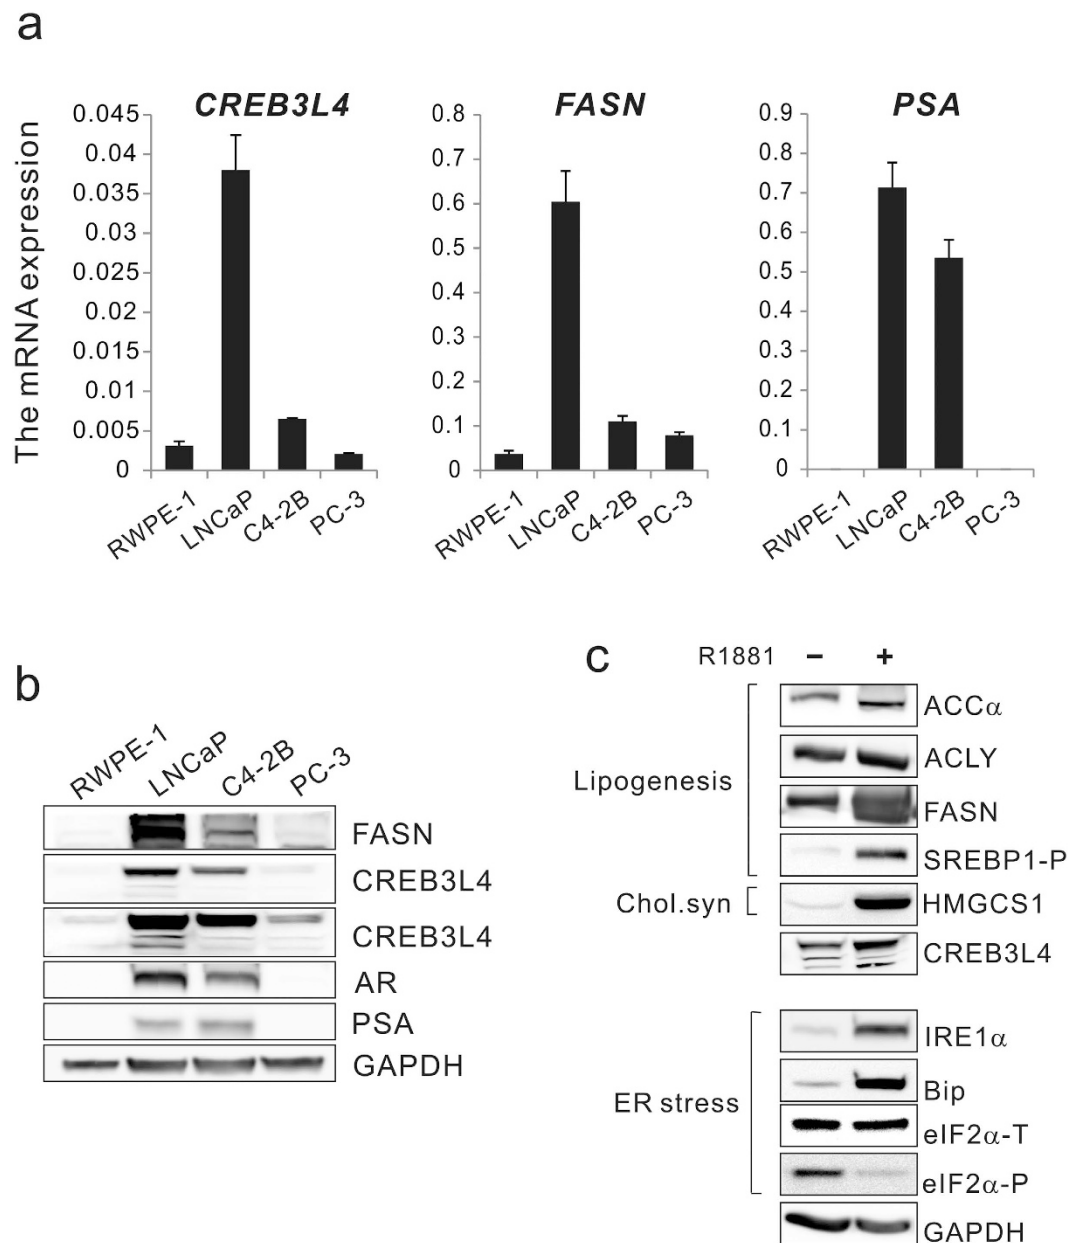 a
The mRNA expression
CREB3L4
0.045
0.04
0.035
0.03
0.025
0.02
0.015
0.01
0.005
0
RWPE-1
LNCaP
C4-2B
PC-3
FASN
0.8
0.7
0.6
0.5
0.4
0.3
0.2
0.1
0
RWPE-1
LNCaP
C4-2B
PC-3
PSA
0.9
0.8
0.7
0.6
0.5
0.4
0.3
0.2
0.1
0
RWPE-1
LNCaP
C4-2B
PC-3
b
RWPE-1 LNCaP C4-2B PC-3
FASN
CREB3L4
CREB3L4
AR
PSA
GAPDH
c
R1881 − +
Lipogenesis
ACCα
ACLY
FASN
SREBP1-P
Chol.syn
HMGCS1
CREB3L4
ER stress
IRE1α
Bip
eIF2α-T
eIF2α-P
GAPDH